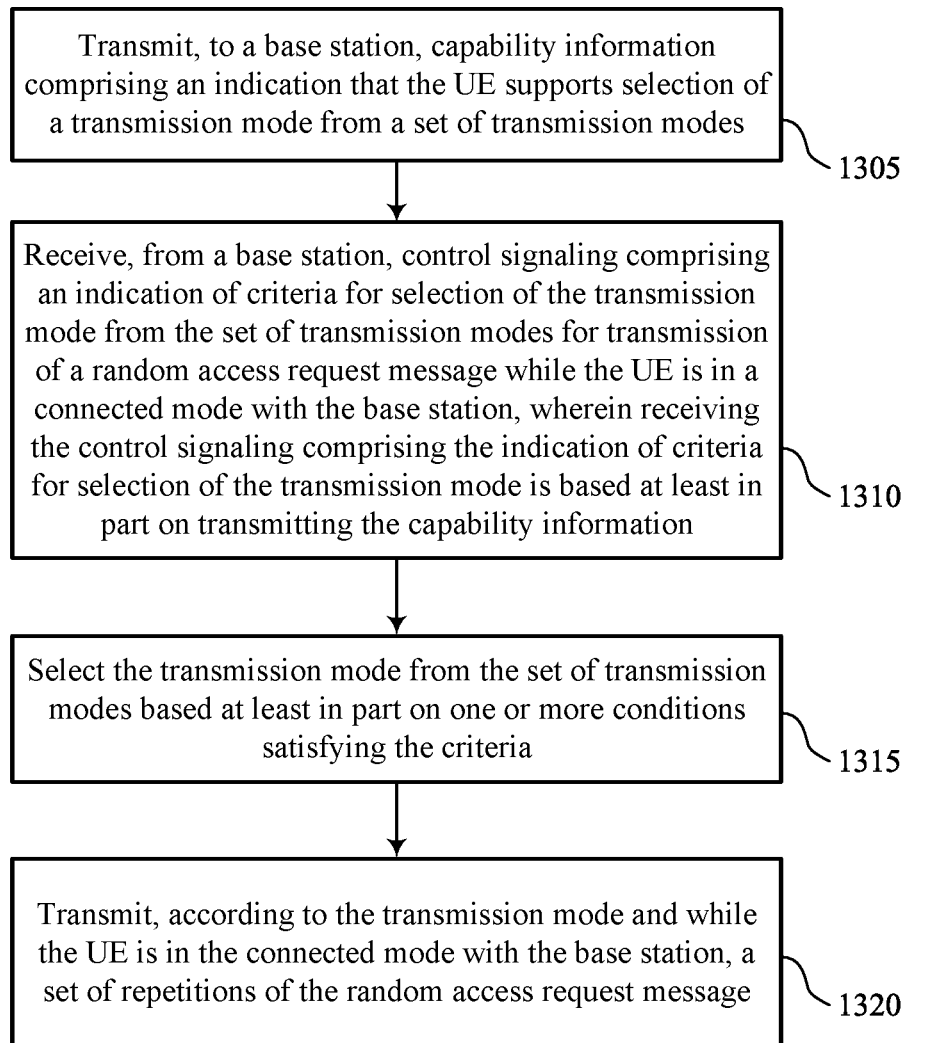 Transmit, to a base station, capability information
comprising an indication that the UE supports selection of
a transmission mode from a set of transmission modes
1305
Receive, from a base station, control signaling comprising
an indication of criteria for selection of the transmission
mode from the set of transmission modes for transmission
of a random access request message while the UE is in a
connected mode with the base station, wherein receiving
the control signaling comprising the indication of criteria
for selection of the transmission mode is based at least in
part on transmitting the capability information
1310
Select the transmission mode from the set of transmission
modes based at least in part on one or more conditions
satisfying the criteria
1315
Transmit, according to the transmission mode and while
the UE is in the connected mode with the base station, a
set of repetitions of the random access request message
1320